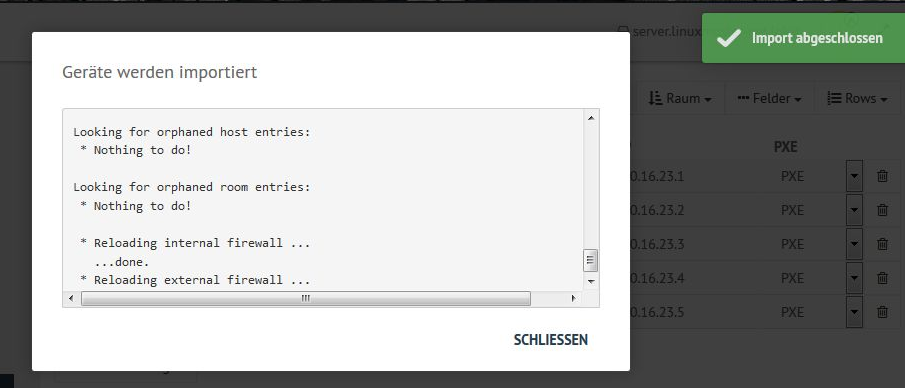 server.linux
Import abgeschlossen
Geräte werden importiert
Raum
Felder
Rows
Looking for orphaned host entries:
* Nothing to do!
Looking for orphaned room entries:
* Nothing to do!
* Reloading internal firewall ...
...done.
* Reloading external firewall ...
PXE
0.16.23.1 PXE
0.16.23.2 PXE
0.16.23.3 PXE
0.16.23.4 PXE
0.16.23.5 PXE
SCHLIESSEN